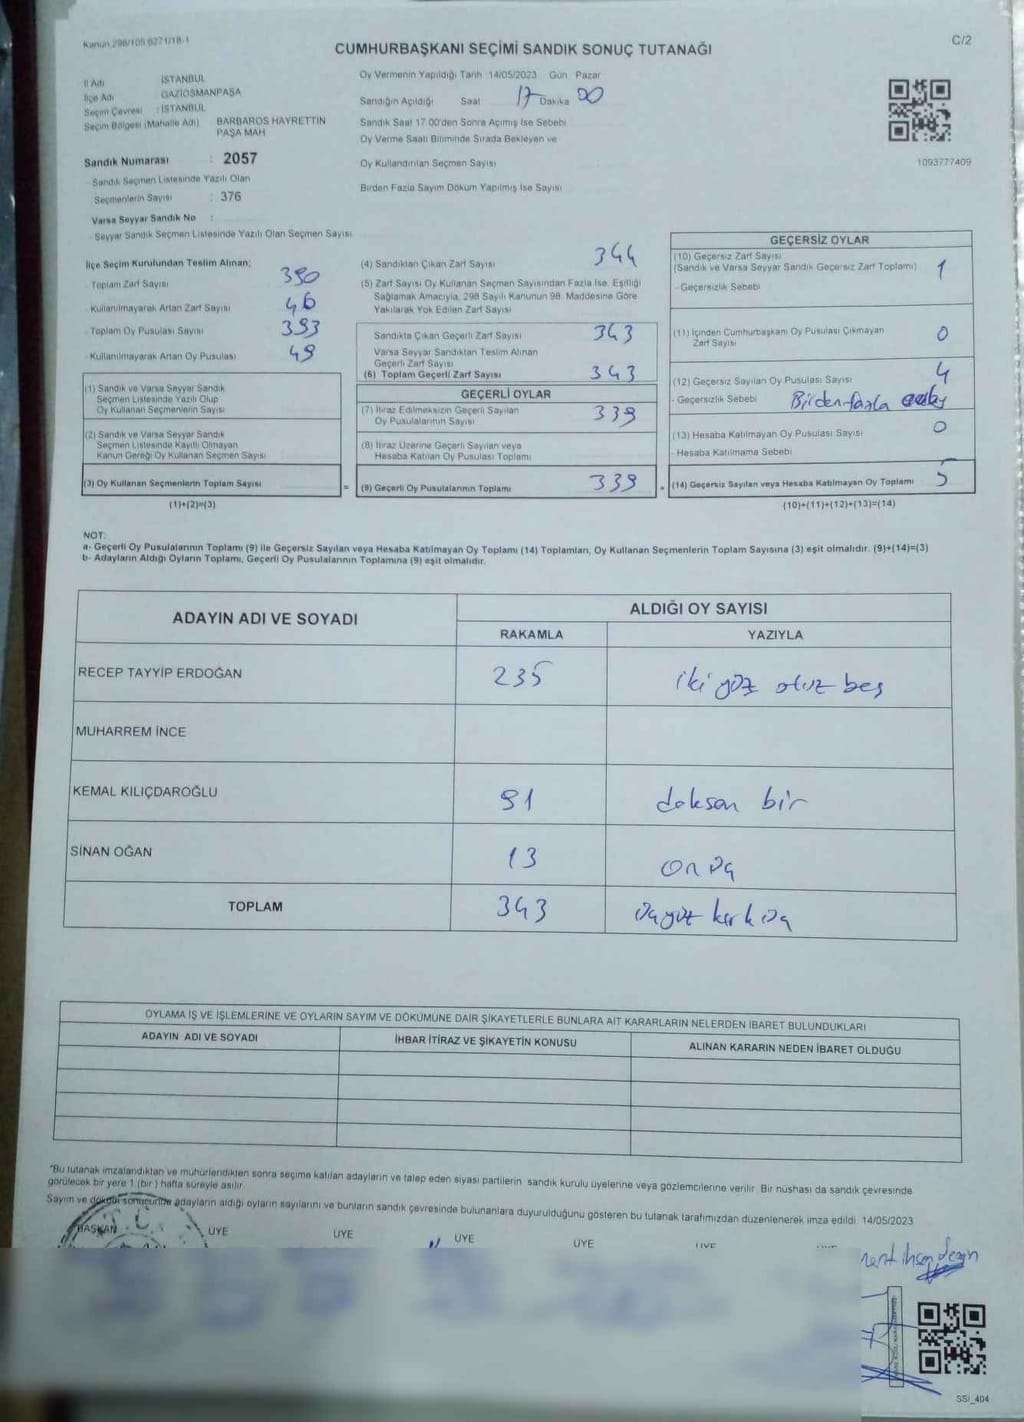 Kanun 298/105 6271/18-1
C/2
CUMHURBAŞKANI SEÇİMİ SANDIK SONUÇ TUTANAĞI
İl Adı : İSTANBUL
İlçe Adı : GAZİOSMANPAŞA
Seçim Çevresi : İSTANBUL
Seçim Bölgesi (Mahalle Adı) BARBAROS HAYRETTIN
PAŞA MAH
Sandık Numarası : 2057
- Sandık Seçmen Listesinde Yazılı Olan
Seçmenlerin Sayısı : 376
Varsa Seyyar Sandık No :
- Seyyar Sandık Seçmen Listesinde Yazılı Olan Seçmen Sayısı
Oy Vermenin Yapıldığı Tarih :14/05/2023 Gün Pazar
Sandığın Açıldığı Saat 17 Dakika 00
Sandık Saat 17.00'den Sonra Açımış İse Sebebi
Oy Verme Saati Bitiminde Sırada Bekleyen ve
Oy Kullandırılan Seçmen Sayısı
Birden Fazla Sayım Döküm Yapılmış İse Sayısı
1093777409
İlçe Seçim Kurulundan Teslim Alınan;
- Toplam Zarf Sayısı 390
- Kullanılmayarak Artan Zarf Sayısı 46
- Toplam Oy Pusulası Sayısı 393
- Kullanılmayarak Artan Oy Pusulası 49
(1) Sandık ve Varsa Seyyar Sandık
Seçmen Listesinde Yazılı Olup
Oy Kullanan Seçmenlerin Sayısı
(2) Sandık ve Varsa Seyyar Sandık
Seçmen Listesinde Kayıtlı Olmayan
Kanun Gereği Oy Kullanan Seçmen Sayısı
(3) Oy Kullanan Seçmenlerin Toplam Sayısı =
(1)+(2)=(3)
(4) Sandıktan Çıkan Zarf Sayısı 344
(5) Zarf Sayısı Oy Kullanan Seçmen Sayısından Fazla İse, Eşitliği
Sağlamak Amacıyla, 298 Sayılı Kanunun 98. Maddesine Göre
Yakılarak Yok Edilen Zarf Sayısı
Sandıkta Çıkan Geçerli Zarf Sayısı 343
Varsa Seyyar Sandıktan Teslim Alınan
Geçerli Zarf Sayısı
(6) Toplam Geçerli Zarf Sayısı 343
GEÇERLİ OYLAR
(7) İtiraz Edilmeksizin Geçerli Sayılan
Oy Pusulalarının Sayısı 339
(8) İtiraz Üzerine Geçerli Sayılan veya
Hesaba Katılan Oy Pusulası Toplamı
(9) Geçerli Oy Pusulalarının Toplamı 339 +
GEÇERSİZ OYLAR
(10) Geçersiz Zarf Sayısı
(Sandık ve Varsa Seyyar Sandık Geçersiz Zarf Toplamı) 1
- Geçersizlik Sebebi
(11) İçinden Cumhurbaşkanı Oy Pusulası Çıkmayan
Zarf Sayısı 0
(12) Geçersiz Sayılan Oy Pusulası Sayısı 4
- Geçersizlik Sebebi Birden fazla
(13) Hesaba Katılmayan Oy Pusulası Sayısı 0
- Hesaba Katılmama Sebebi
(14) Geçersiz Sayılan veya Hesaba Katılmayan Oy Toplamı 5
(10)+(11)+(12)+(13)=(14)
NOT:
a- Geçerli Oy Pusulalarının Toplamı (9) ile Geçersiz Sayılan veya Hesaba Katılmayan Oy Toplamı (14) Toplamları, Oy Kullanan Seçmenlerin Toplam Sayısına (3) eşit olmalıdır. (9)+(14)=(3)
b- Adayların Aldığı Oyların Toplamı, Geçerli Oy Pusulalarının Toplamına (9) eşit olmalıdır.
ADAYIN ADI VE SOYADI
ALDIĞI OY SAYISI
RAKAMLA YAZIYLA
RECEP TAYYİP ERDOĞAN 235 iki yüz otuz beş
MUHARREM İNCE
KEMAL KILIÇDAROĞLU 91 doksan bir
SİNAN OĞAN 13 on üç
TOPLAM 343 üçyüz kırk üç
OYLAMA İŞ VE İŞLEMLERİNE VE OYLARIN SAYIM VE DÖKÜMÜNE DAİR ŞİKAYETLERLE BUNLARA AİT KARARLARIN NELERDEN İBARET BULUNDUKLARI
ADAYIN ADI VE SOYADI İHBAR İTİRAZ VE ŞİKAYETİN KONUSU ALINAN KARARIN NEDEN İBARET OLDUĞU
"Bu tutanak imzalandıktan ve mühürlendikten sonra seçime katılan adayların ve talep eden siyasi partilerin sandık kurulu üyelerine veya gözlemcilerine verilir. Bir nüshası da sandık çevresinde
görülecek bir yere 1 (bir) hafta süreyle asılır.
Sayım ve döküm sonucunda adayların aldığı oyların sayılarını ve bunların sandık çevresinde bulunanlara duyurulduğunu gösteren bu tutanak tarafımızdan düzenlenerek imza edildi. 14/05/2023
T.C.
BAŞKAN ÜYE ÜYE ÜYE ÜYE
SSI_404